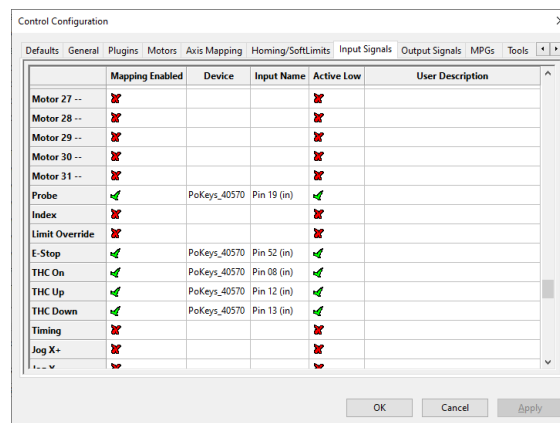 Control Configuration
Defaults General Plugins Motors Axis Mapping Homing/SoftLimits Input Signals Output Signals MPGs Tools
Mapping Enabled Device Input Name Active Low User Description
Motor 27 --
Motor 28 --
Motor 29 --
Motor 30 --
Motor 31 --
Probe PoKeys_40570 Pin 19 (in)
Index
Limit Override
E-Stop PoKeys_40570 Pin 52 (in)
THC On PoKeys_40570 Pin 08 (in)
THC Up PoKeys_40570 Pin 12 (in)
THC Down PoKeys_40570 Pin 13 (in)
Timing
Jog X+
OK Cancel Apply